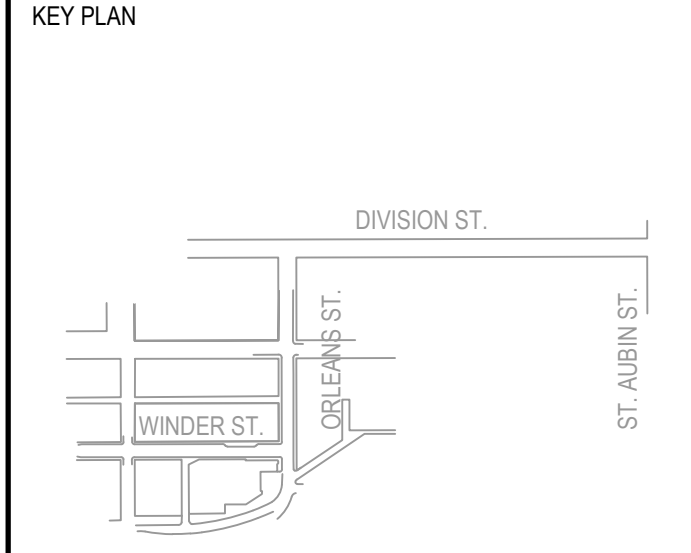 KEY PLAN
DIVISION ST.
ORLEANS ST.
ST. AUBIN ST.
WINDER ST.